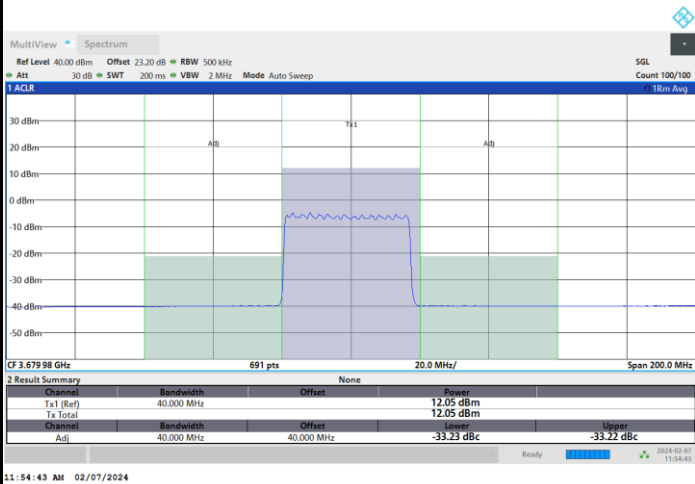 MultiView Spectrum
Ref Level 40.00 dBm Offset 23.20 dB RBW 500 kHz SGL
Att 30 dB SWT 200 ms VBW 2 MHz Mode Auto Sweep Count 100/100
1 ACLR 1Rm Avg
30 dBm
Tx1
20 dBm
Adj Adj
10 dBm
0 dBm
-10 dBm
-20 dBm
-30 dBm
-40 dBm
-50 dBm
CF 3.67998 GHz 691 pts 20.0 MHz/ Span 200.0 MHz
2 Result Summary None
Channel Bandwidth Offset Power
Tx1 (Ref) 40.000 MHz 12.05 dBm
Tx Total 12.05 dBm
Channel Bandwidth Offset Lower Upper
Adj 40.000 MHz 40.000 MHz -33.23 dBc -33.22 dBc
Ready 2024-02-07
11:54:43
11:54:43 AM 02/07/2024